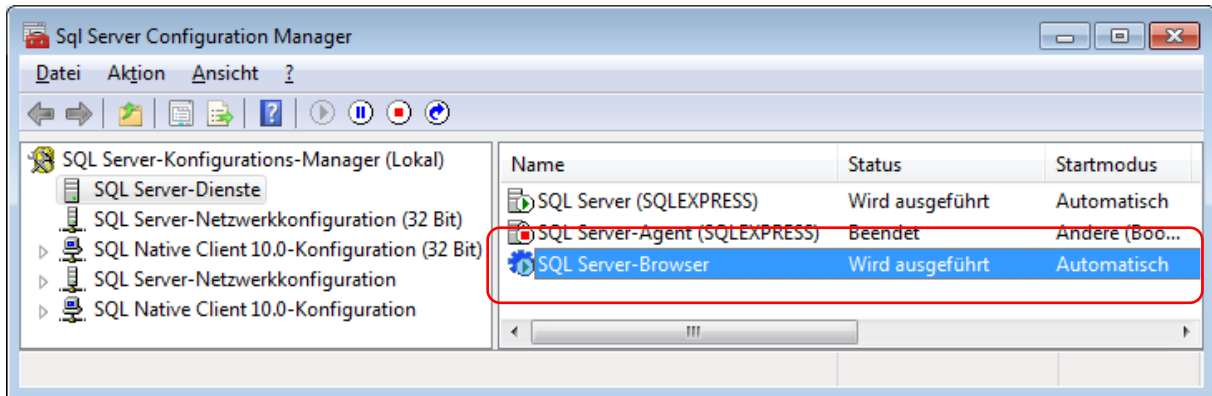 Sql Server Configuration Manager
Datei Aktion Ansicht ?
SQL Server-Konfigurations-Manager (Lokal)
SQL Server-Dienste
SQL Server-Netzwerkkonfiguration (32 Bit)
SQL Native Client 10.0-Konfiguration (32 Bit)
SQL Server-Netzwerkkonfiguration
SQL Native Client 10.0-Konfiguration
Name Status Startmodus
SQL Server (SQLEXPRESS) Wird ausgeführt Automatisch
SQL Server-Agent (SQLEXPRESS) Beendet Andere (Boo...
SQL Server-Browser Wird ausgeführt Automatisch